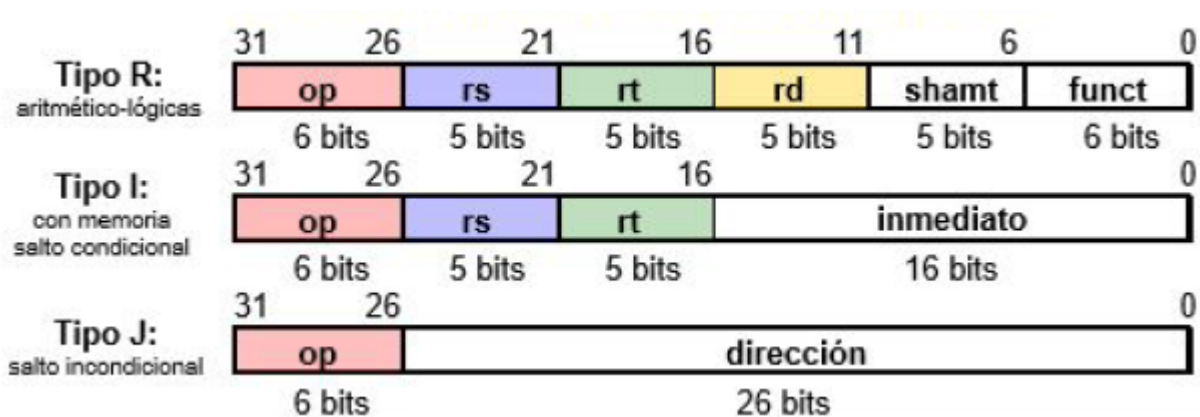 31 26 21 16 11 6 0
Tipo R:
aritmético-lógicas
op rs rt rd shamt funct
6 bits 5 bits 5 bits 5 bits 5 bits 6 bits
31 26 21 16 0
Tipo I:
con memoria
salto condicional
op rs rt inmediato
6 bits 5 bits 5 bits 16 bits
31 26 0
Tipo J:
salto incondicional
op dirección
6 bits 26 bits